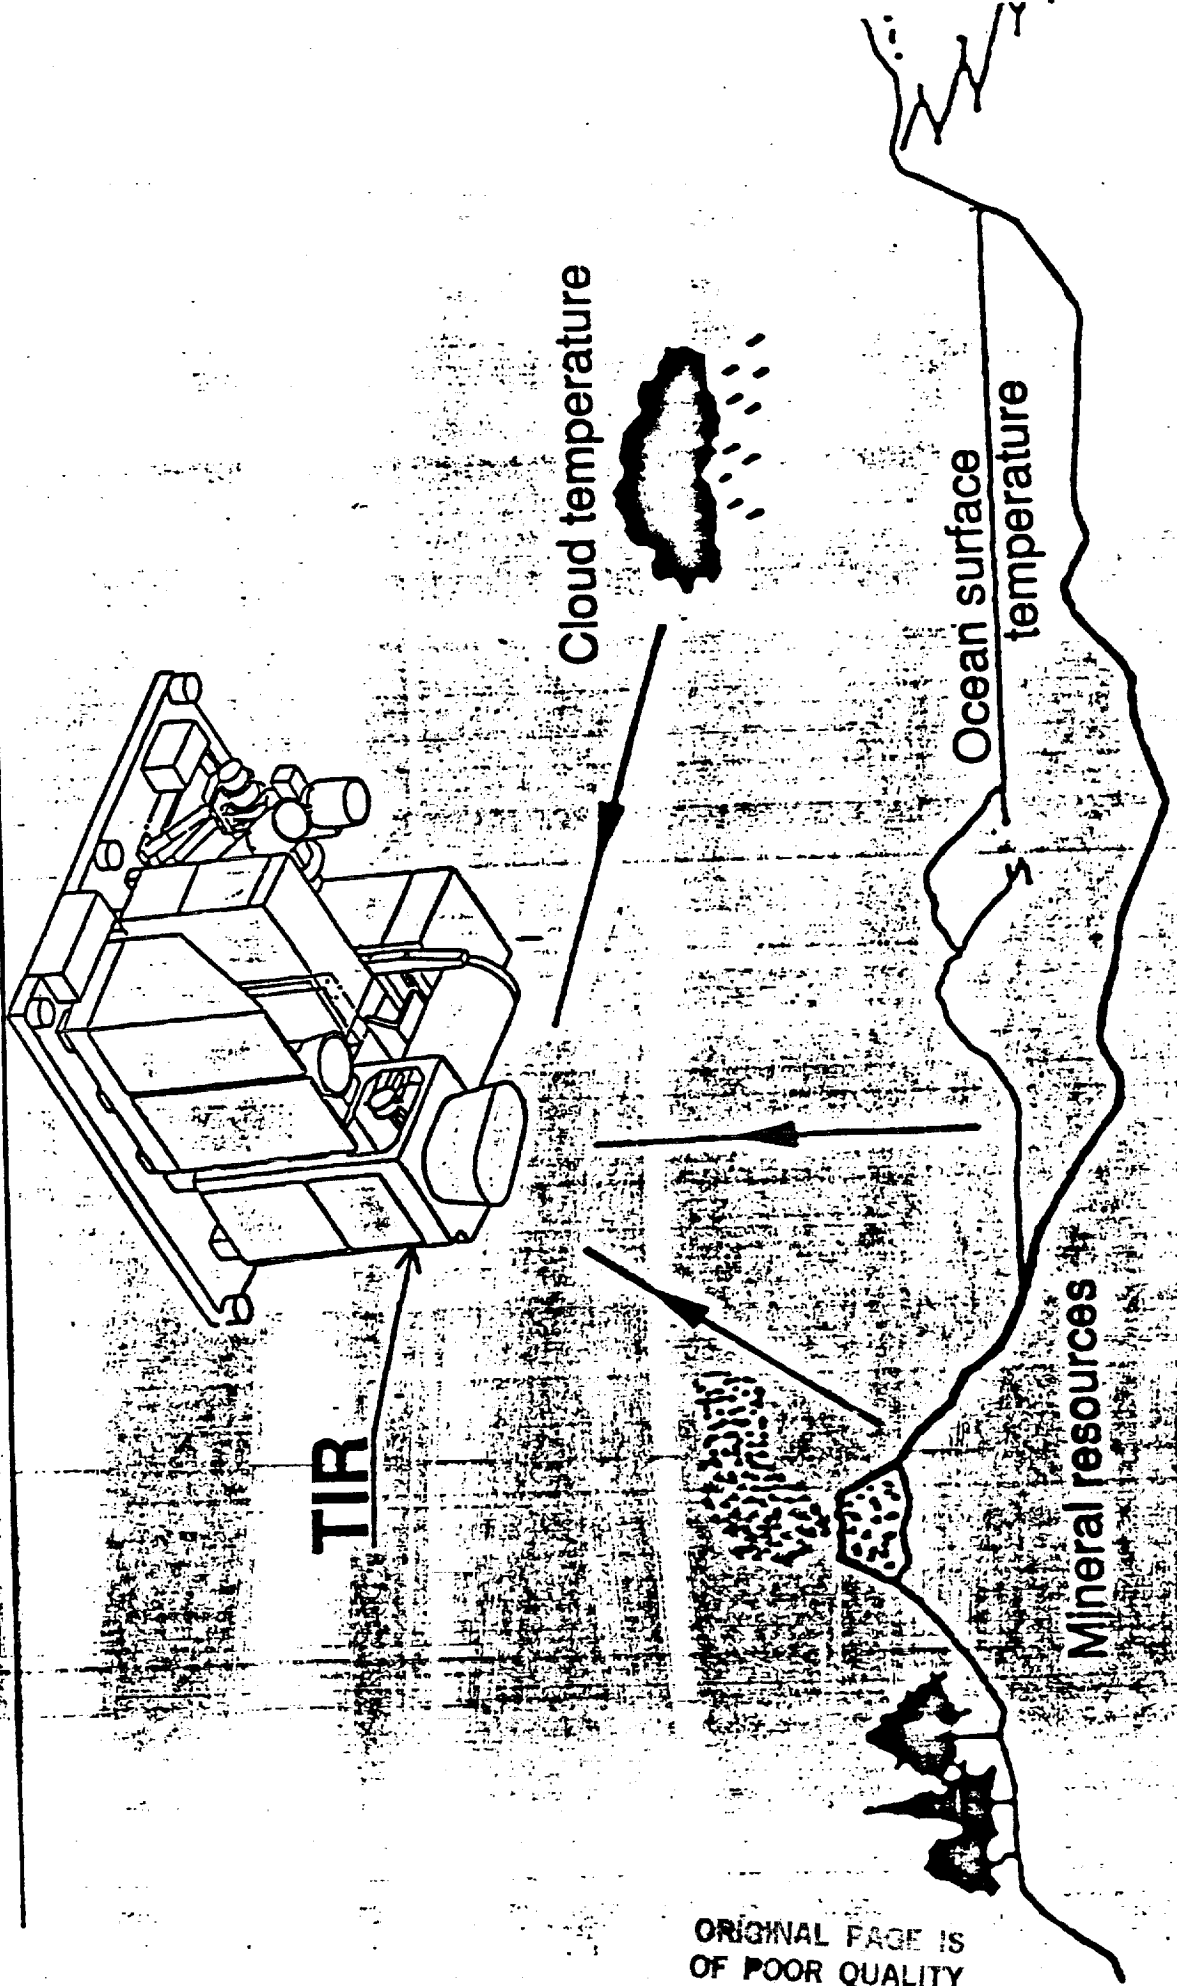 TIR
Cloud temperature
Ocean surface
temperature
Mineral resources
ORIGINAL PAGE IS
OF POOR QUALITY